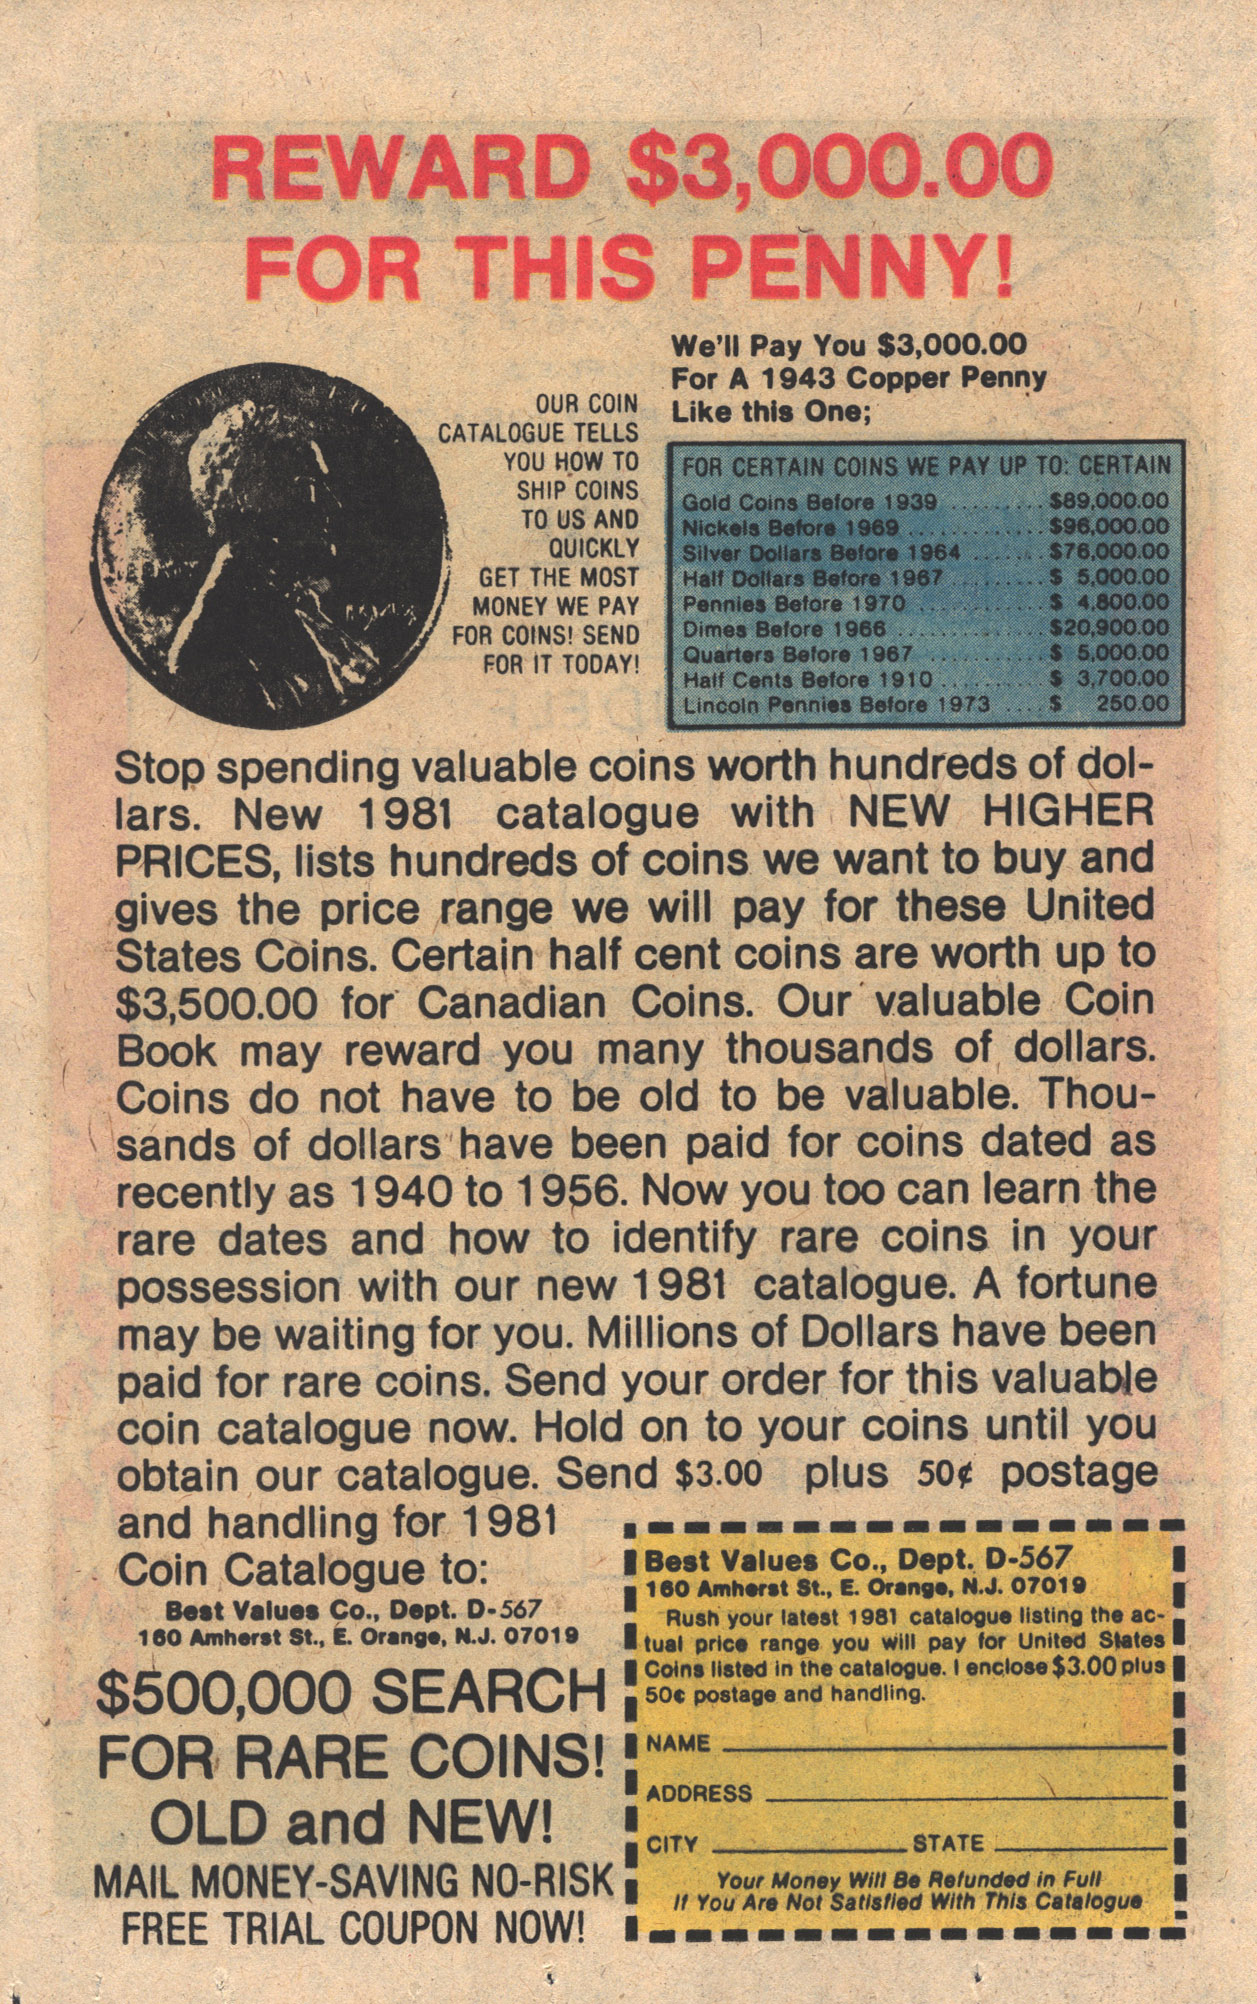 REWARD $3,000.00
FOR THIS PENNY!
We'll Pay You $3,000.00
For A 1943 Copper Penny
Like this One;
OUR COIN
CATALOGUE TELLS
YOU HOW TO
SHIP COINS
TO US AND
QUICKLY
GET THE MOST
MONEY WE PAY
FOR COINS! SEND
FOR IT TODAY!
FOR CERTAIN COINS WE PAY UP TO: CERTAIN
Gold Coins Before 1939 ......... $89,000.00
Nickels Before 1969 ............. $96,000.00
Silver Dollars Before 1964 ...... $76,000.00
Half Dollars Before 1967 ......... $ 5,000.00
Pennies Before 1970 ............ $ 4,800.00
Dimes Before 1966 .............. $20,900.00
Quarters Before 1967 ........... $ 5,000.00
Half Cents Before 1910 .......... $ 3,700.00
Lincoln Pennies Before 1973 .... $ 250.00
Stop spending valuable coins worth hundreds of dol-
lars. New 1981 catalogue with NEW HIGHER
PRICES, lists hundreds of coins we want to buy and
gives the price range we will pay for these United
States Coins. Certain half cent coins are worth up to
$3,500.00 for Canadian Coins. Our valuable Coin
Book may reward you many thousands of dollars.
Coins do not have to be old to be valuable. Thou-
sands of dollars have been paid for coins dated as
recently as 1940 to 1956. Now you too can learn the
rare dates and how to identify rare coins in your
possession with our new 1981 catalogue. A fortune
may be waiting for you. Millions of Dollars have been
paid for rare coins. Send your order for this valuable
coin catalogue now. Hold on to your coins until you
obtain our catalogue. Send $3.00 plus 50¢ postage
and handling for 1981
Coin Catalogue to:
Best Values Co., Dept. D-567
160 Amherst St., E. Orange, N.J. 07019
$500,000 SEARCH
FOR RARE COINS!
OLD and NEW!
MAIL MONEY-SAVING NO-RISK
FREE TRIAL COUPON NOW!
Best Values Co., Dept. D-567
160 Amherst St., E. Orange, N.J. 07019
Rush your latest 1981 catalogue listing the ac-
tual price range you will pay for United States
Coins listed in the catalogue. I enclose $3.00 plus
50¢ postage and handling.
NAME
ADDRESS
CITY STATE
Your Money Will Be Refunded in Full
If You Are Not Satisfied With This Catalogue